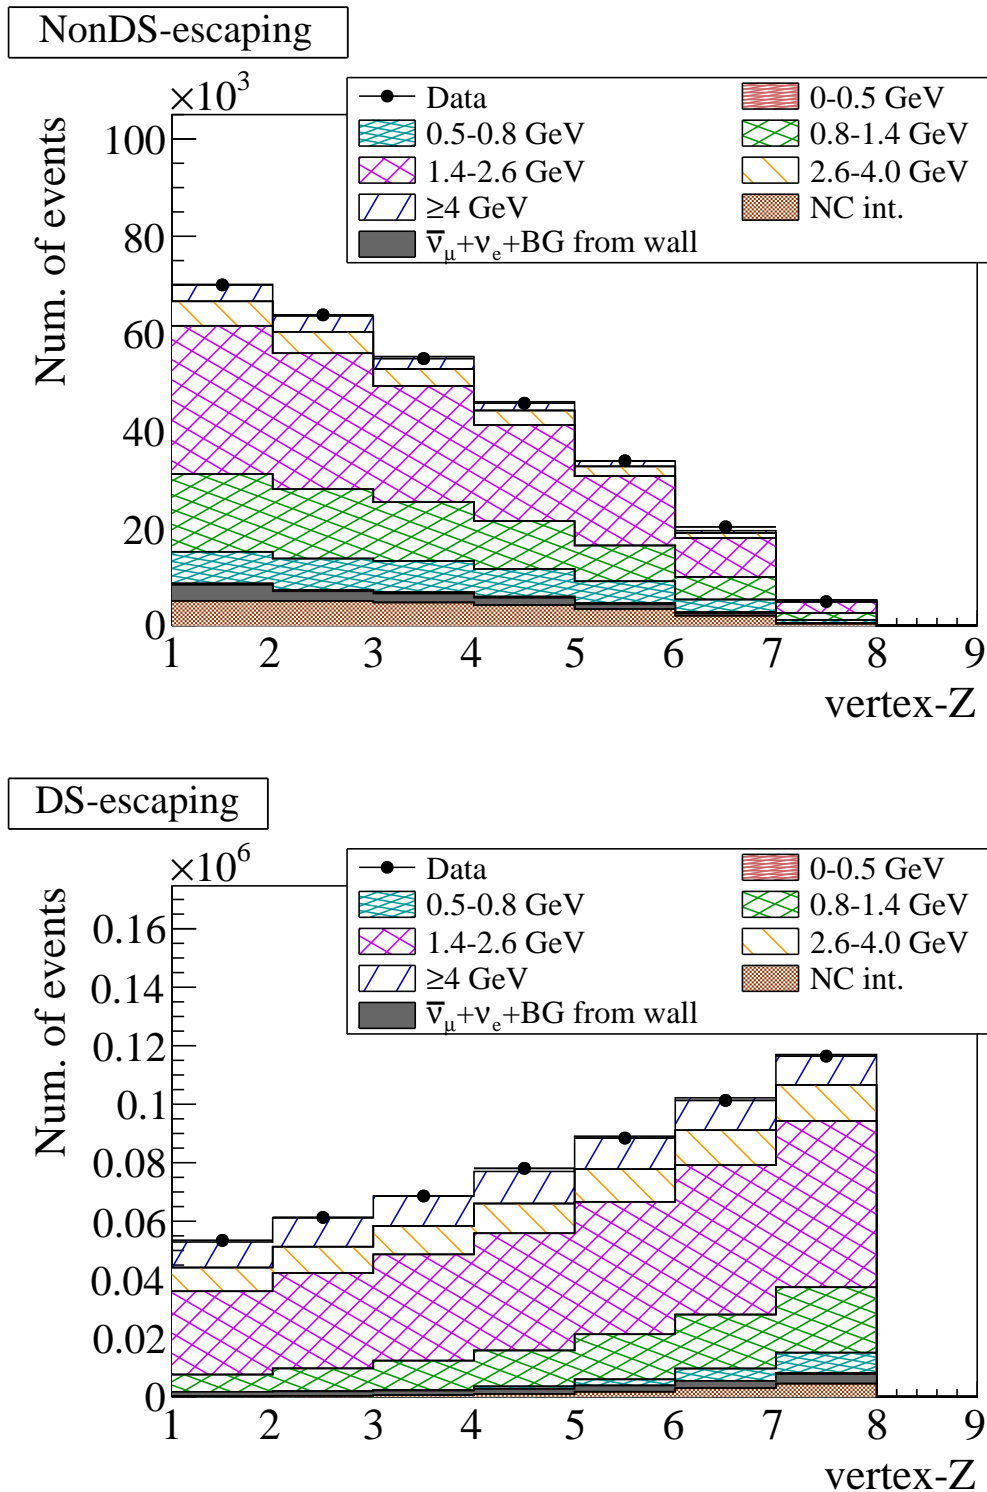 NonDS-escaping
×10³
Num. of events
Data
0-0.5 GeV
0.5-0.8 GeV
0.8-1.4 GeV
1.4-2.6 GeV
2.6-4.0 GeV
≥4 GeV
NC int.
ν̅μ+νe+BG from wall
100
80
60
40
20
0
1 2 3 4 5 6 7 8 9
vertex-Z
DS-escaping
×10⁶
Num. of events
Data
0-0.5 GeV
0.5-0.8 GeV
0.8-1.4 GeV
1.4-2.6 GeV
2.6-4.0 GeV
≥4 GeV
NC int.
ν̅μ+νe+BG from wall
0.16
0.14
0.12
0.1
0.08
0.06
0.04
0.02
0
1 2 3 4 5 6 7 8 9
vertex-Z